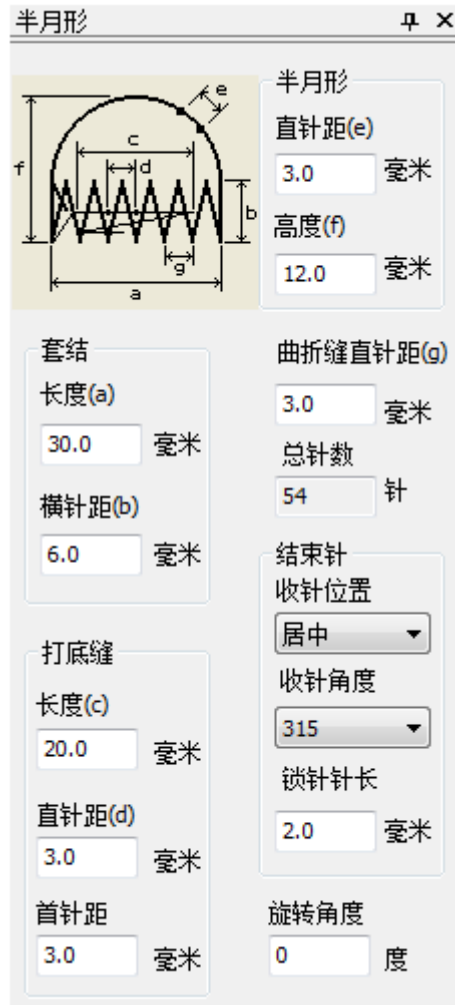 半月形
e
c
d
f
b
g
a
半月形
直针距(e)
3.0 毫米
高度(f)
12.0 毫米
套结
长度(a)
30.0 毫米
横针距(b)
6.0 毫米
曲折缝直针距(g)
3.0 毫米
总针数
54 针
打底缝
长度(c)
20.0 毫米
直针距(d)
3.0 毫米
首针距
3.0 毫米
结束针
收针位置
居中
收针角度
315
锁针针长
2.0 毫米
旋转角度
0 度